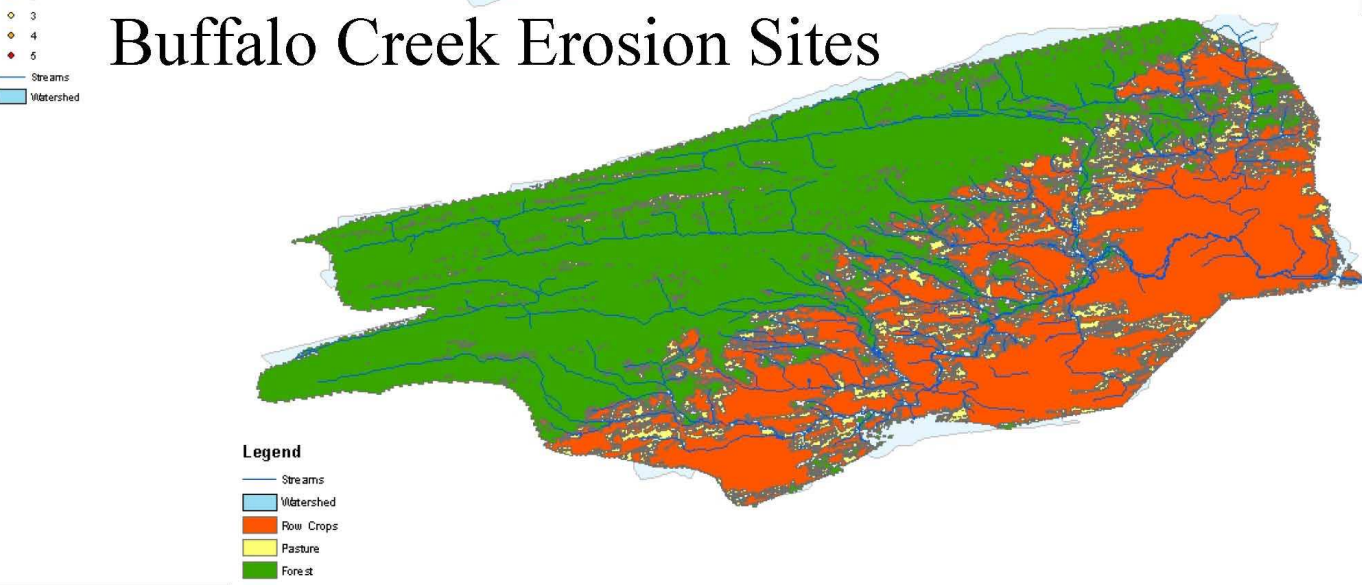 3
4
5
Streams
Watershed
Buffalo Creek Erosion Sites
Legend
Streams
Watershed
Row Crops
Pasture
Forest